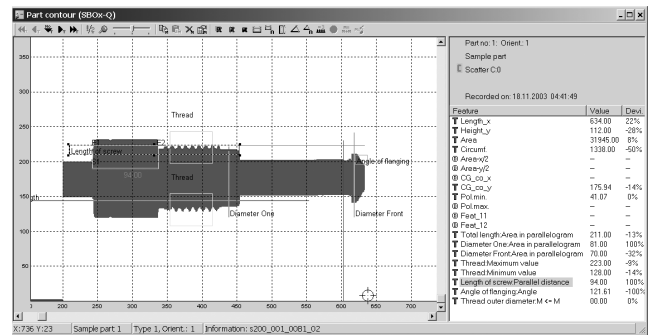 Part contour (SBOx-Q)
Part no: 1: Orient.: 1
Sample part
Scatter C:0
Recorded on: 18.11.2003 04:41:49
Feature Value Devi.
Length_x 634.00 22%
Height_y 112.00 -28%
Area 31945.00 8%
Circumf. 1338.00 -50%
Area-x/2 – –
Area-y/2 – –
CG_co_x – –
CG_co_y 175.94 -14%
Pol.min. 41.07 0%
Pol.max. – –
Feat_11 – –
Feat_12 – –
Total length:Area in parallelogram 211.00 -13%
Diameter One:Area in parallelogram 81.00 100%
Diameter Front:Area in parallelogram 70.00 -32%
Thread:Maximum value 223.00 -9%
Thread:Minimum value 128.00 -14%
Length of screw:Parallel distance. 94.00 100%
Angle of flanging:Angle 121.61 -100%
Thread outer diameter:M <- M 00.00 0%
350
300
250
200
150
100
50
Thread
Length of screw
E2
Angle of flanging
94.00
Thread
Diameter One
Diameter Front
200 250 300 350 400 450 500 550 600 650 700
X:736 Y:23 Sample part 1 Type 1, Orient.: 1 Information: s200_001_00B1_02